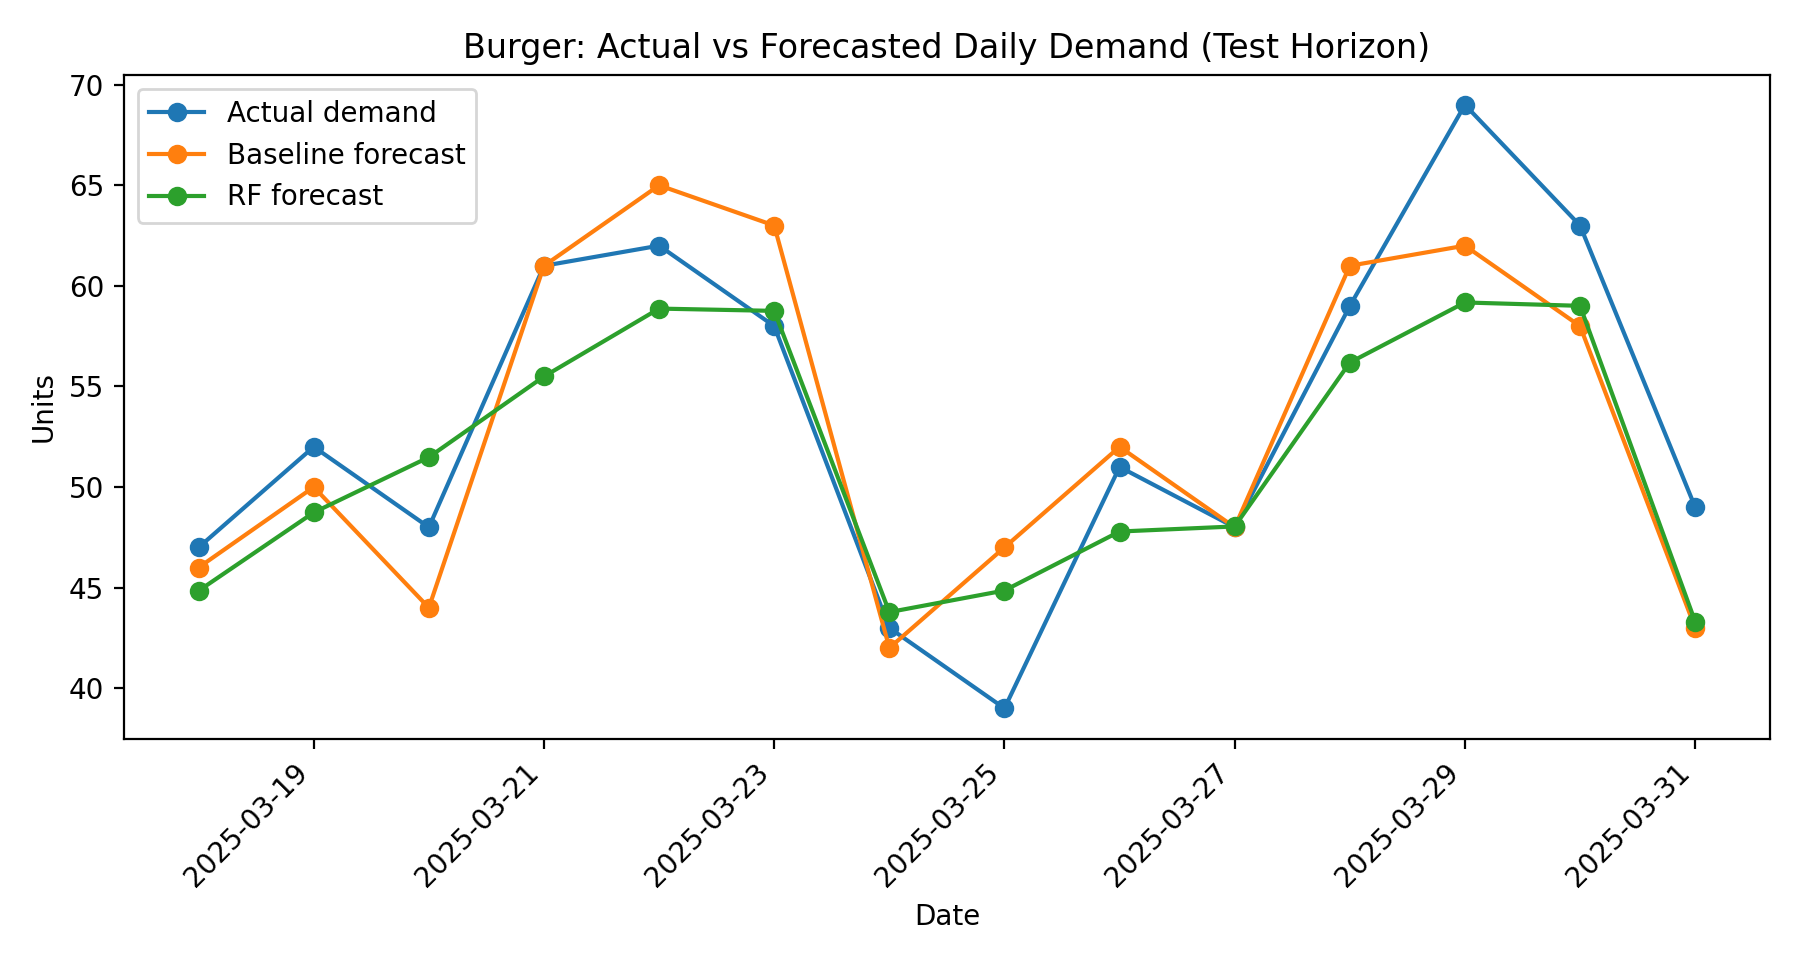 Burger: Actual vs Forecasted Daily Demand (Test Horizon)
Actual demand
Baseline forecast
RF forecast
Units
70
65
60
55
50
45
40
2025-03-19
2025-03-21
2025-03-23
2025-03-25
2025-03-27
2025-03-29
2025-03-31
Date